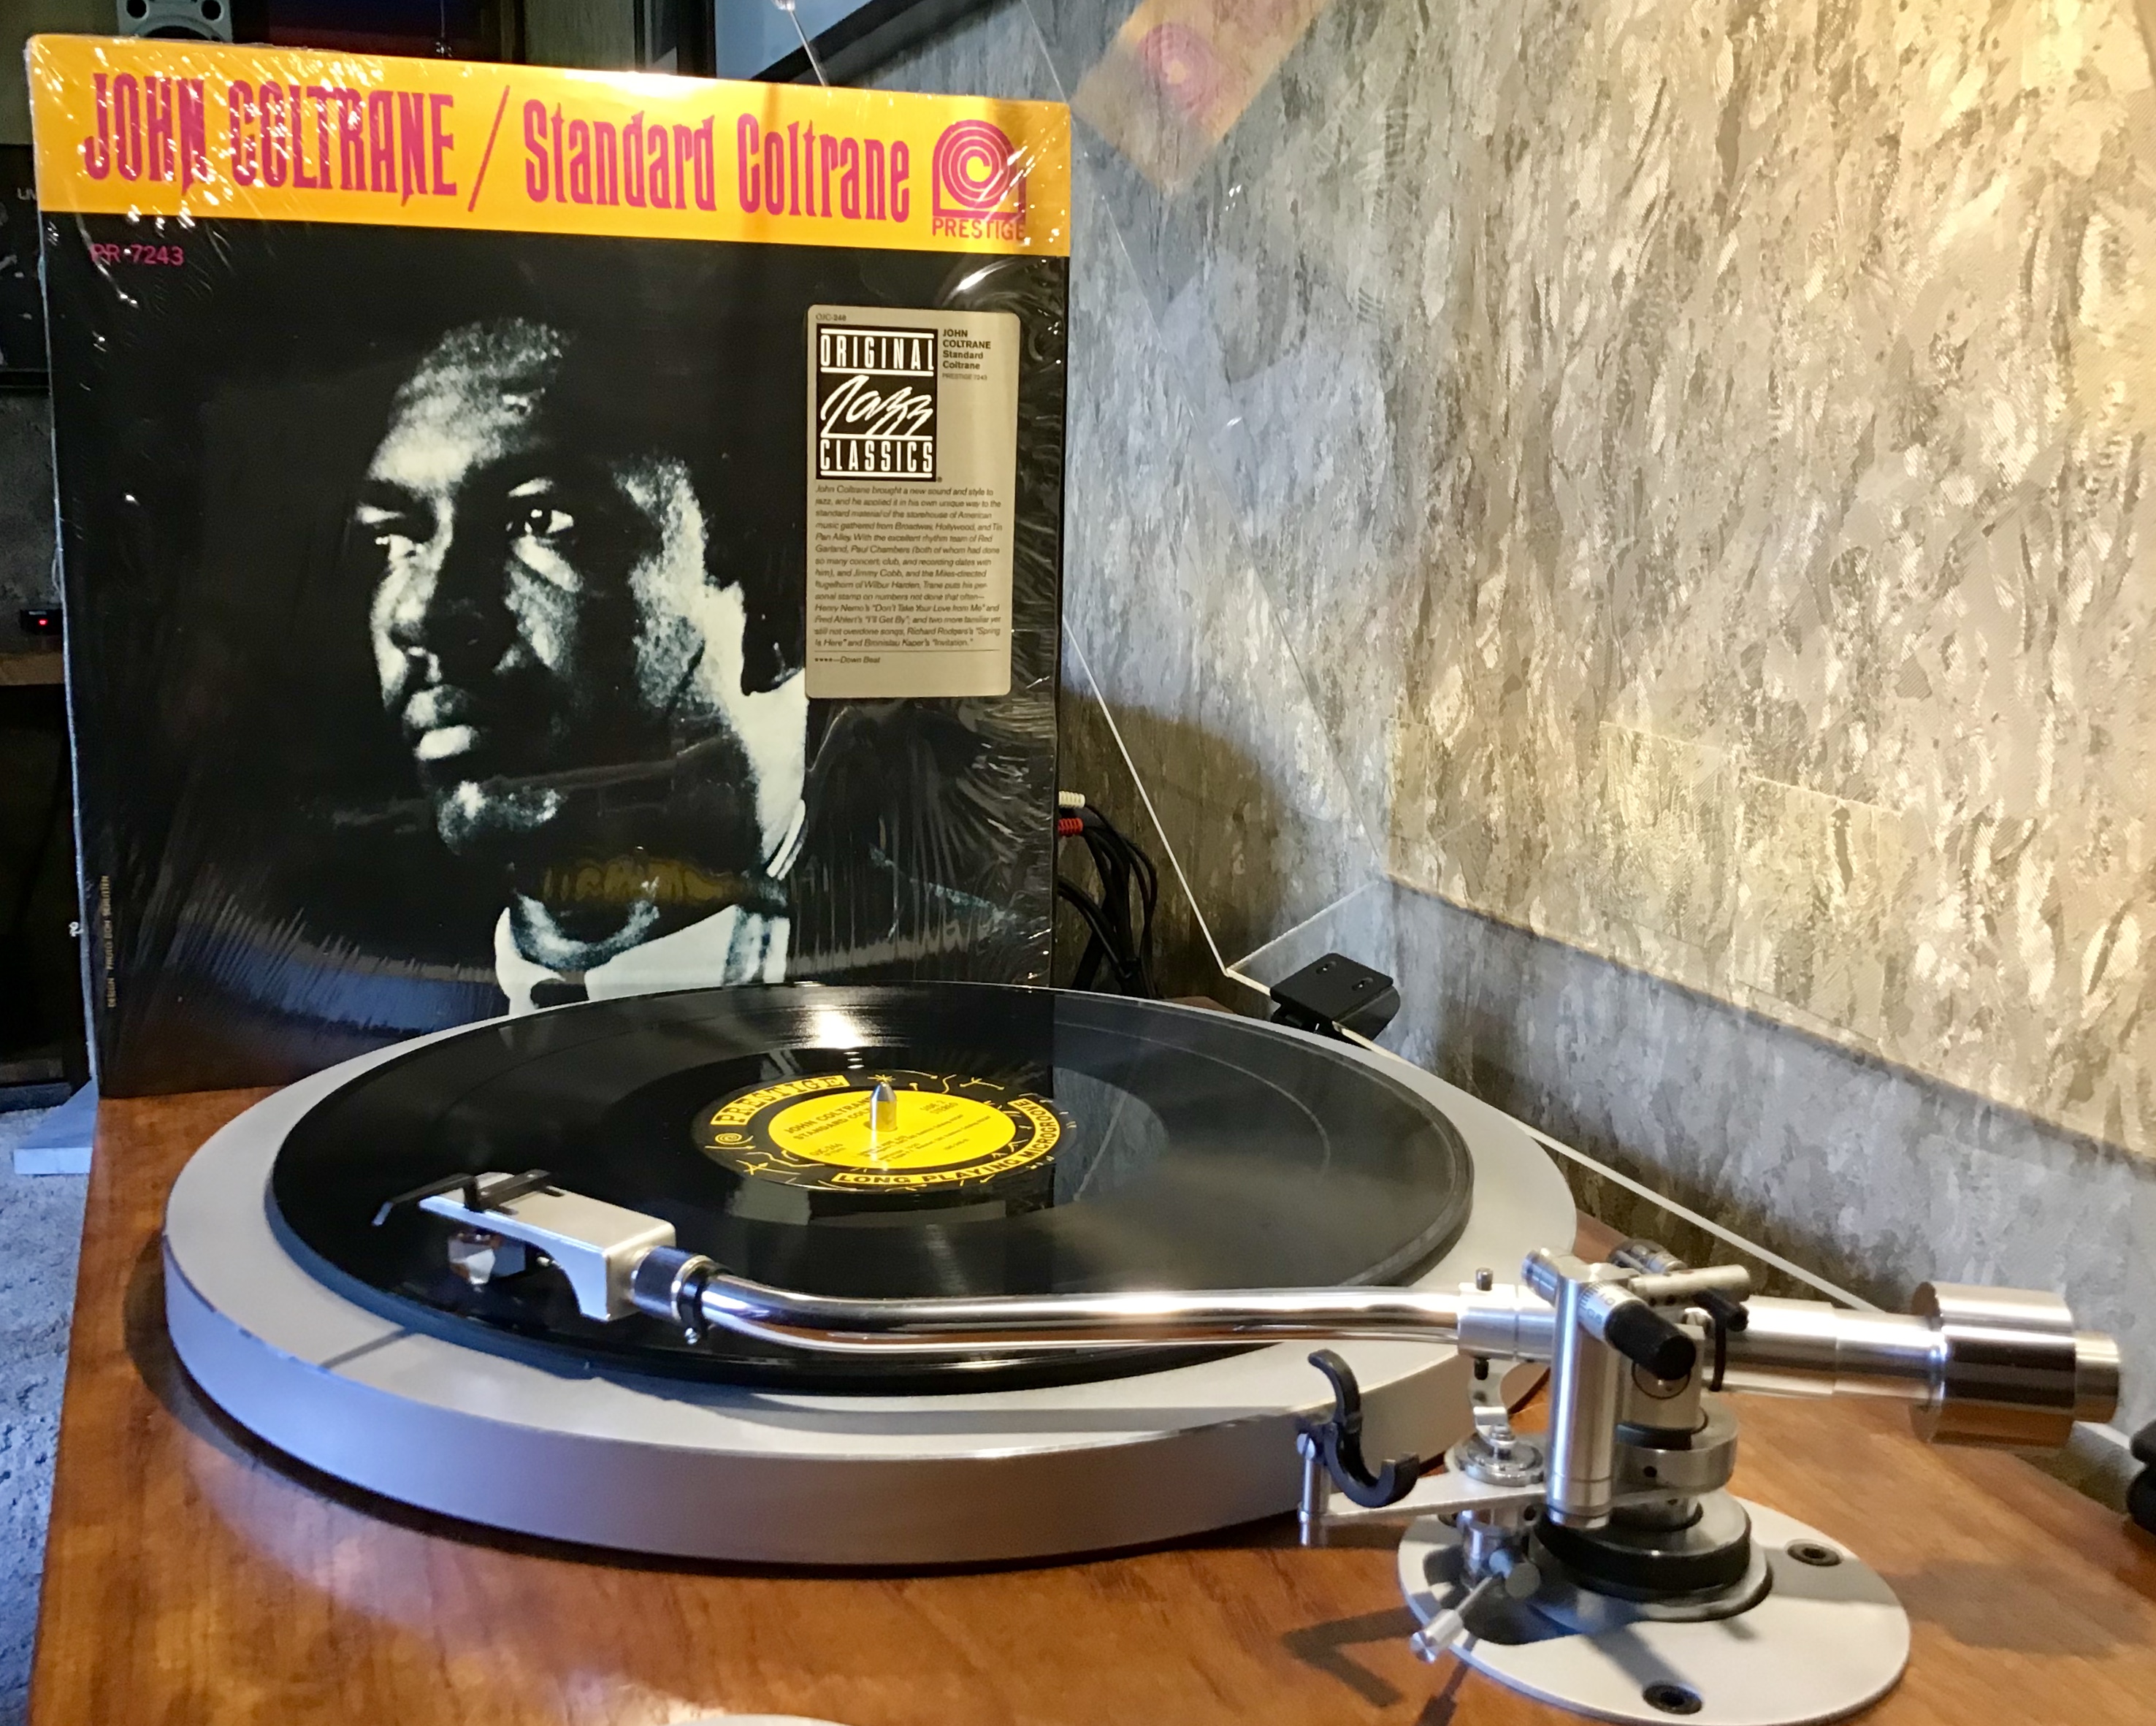 JOHN COLTRANE / Standard Coltrane
PRESTIGE
PR 7243
OJC-246
ORIGINAL
Jazz
CLASSICS
JOHN
COLTRANE
Standard
Coltrane
PRESTIGE 7243
John Coltrane brought a new sound and style to
jazz, and he applied it in his own unique way to the
standard material of the storehouse of American
music gathered from Broadway, Hollywood, and Tin
Pan Alley. With the excellent rhythm team of Red
Garland, Paul Chambers (both of whom had done
so many concert, club, and recording dates with
him), and Jimmy Cobb, and the Miles-directed
flugelhorn of Wilbur Harden, Trane puts his per-
sonal stamp on numbers not done that often—
Henry Nemo's "Don't Take Your Love from Me" and
Fred Ahlert's "I'll Get By"; and two more familiar yet
still not overdone songs, Richard Rodgers's "Spring
Is Here" and Bronislau Kaper's "Invitation."
****—Down Beat
PRESTIGE
JOHN COLTRANE
STANDARD
LONG PLAYING MICROGROOVE